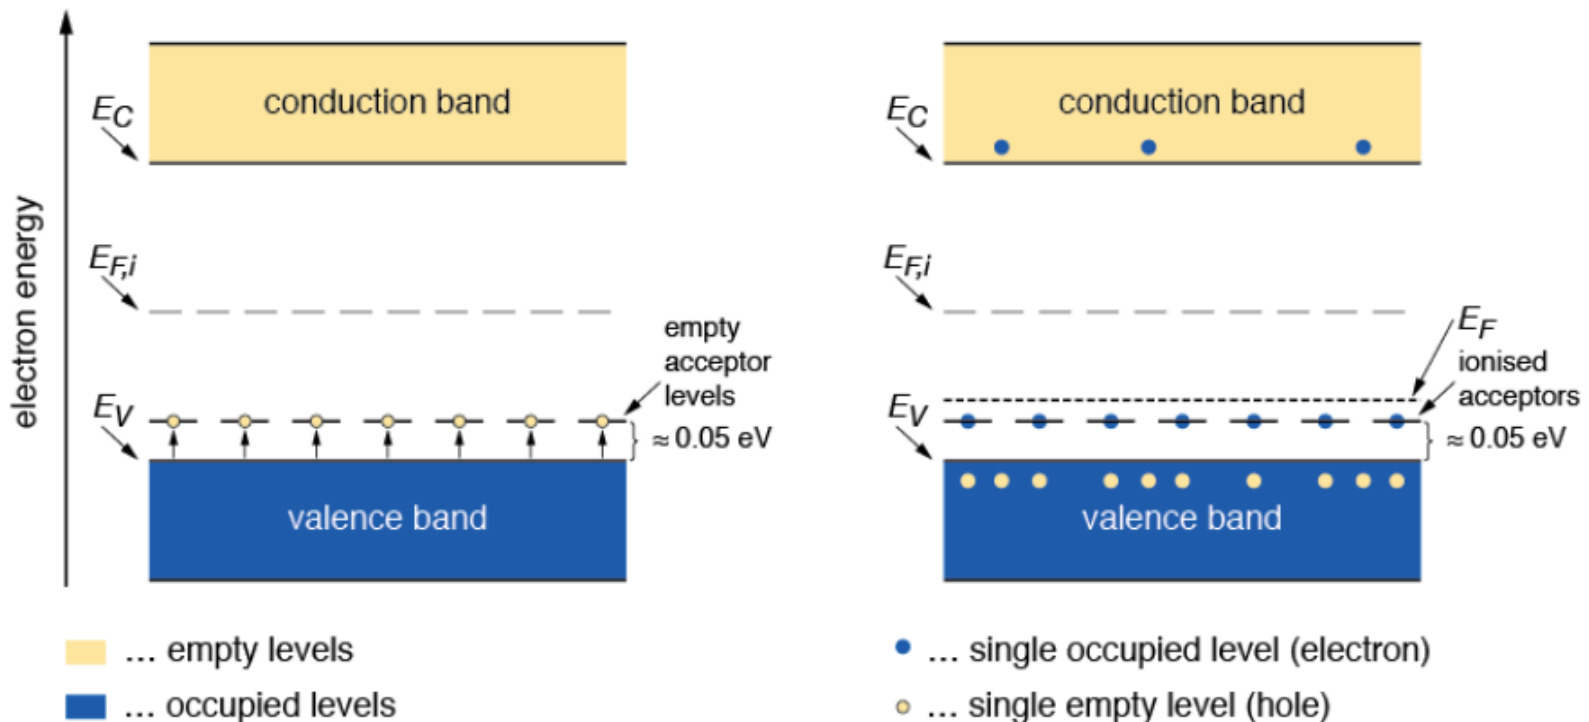 electron energy
conduction band
E_C
E_F,i
empty
acceptor
levels
E_V
≈ 0.05 eV
valence band
conduction band
E_C
E_F,i
E_F
ionised
acceptors
E_V
≈ 0.05 eV
valence band
... empty levels
... occupied levels
... single occupied level (electron)
... single empty level (hole)